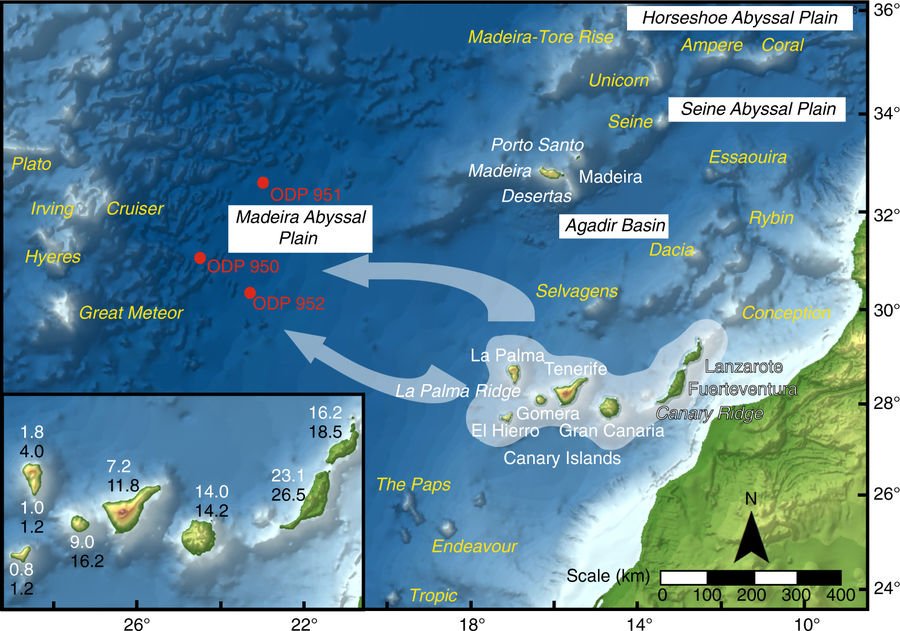 Horseshoe Abyssal Plain
36°
Madeira-Tore Rise
Ampere
Coral
Unicorn
Seine Abyssal Plain
34°
Seine
Porto Santo
Plato
Essaouira
Madeira
Madeira
ODP 951
Desertas
Irving
Cruiser
Madeira Abyssal
Plain
Agadir Basin
Rybin
32°
Hyeres
ODP 950
Dacia
ODP 952
Selvagens
Great Meteor
Conception
30°
La Palma
Tenerife
Lanzarote
La Palma Ridge
Fuerteventura
28°
Gomera
Canary Ridge
El Hierro
Gran Canaria
Canary Islands
16.2
18.5
1.8
4.0
7.2
11.8
23.1
26.5
14.0
14.2
1.0
1.2
9.0
16.2
0.8
1.2
The Paps
26°
N
Endeavour
Scale (km)
0
100
200
300
400
Tropic
24°
26°
22°
18°
14°
10°